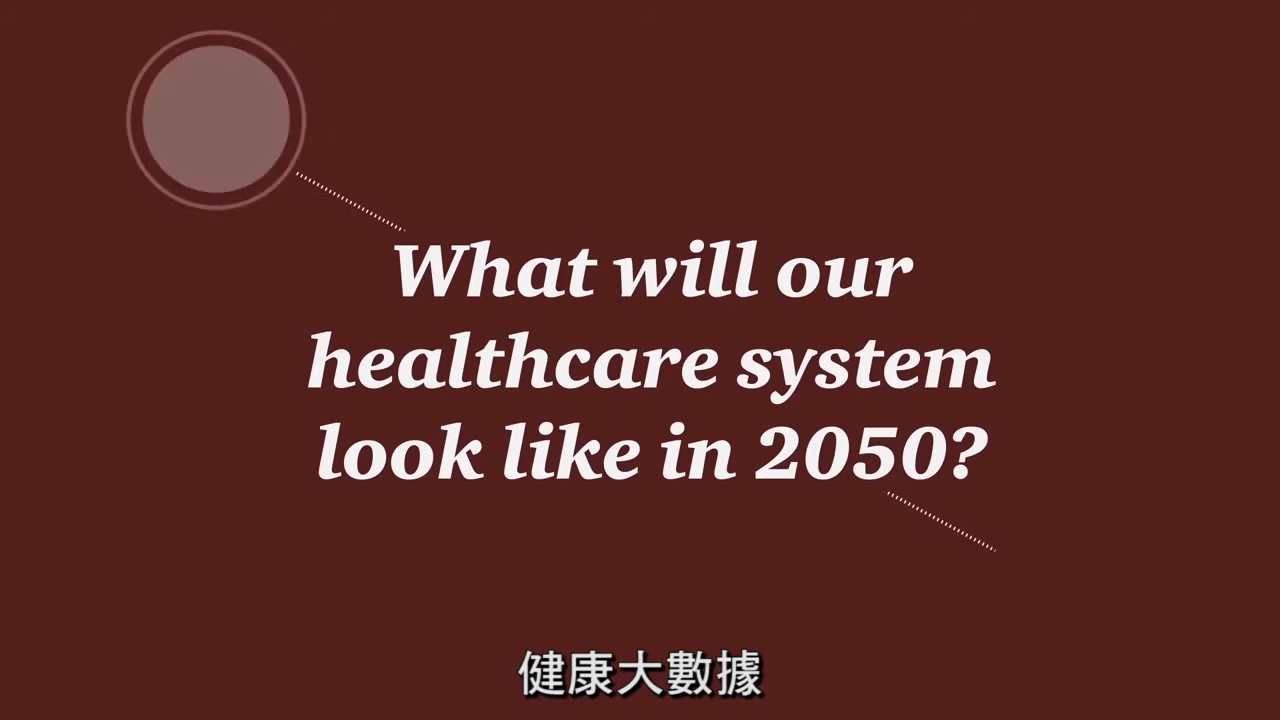 What will our
healthcare system
look like in 2050?
健康大數據